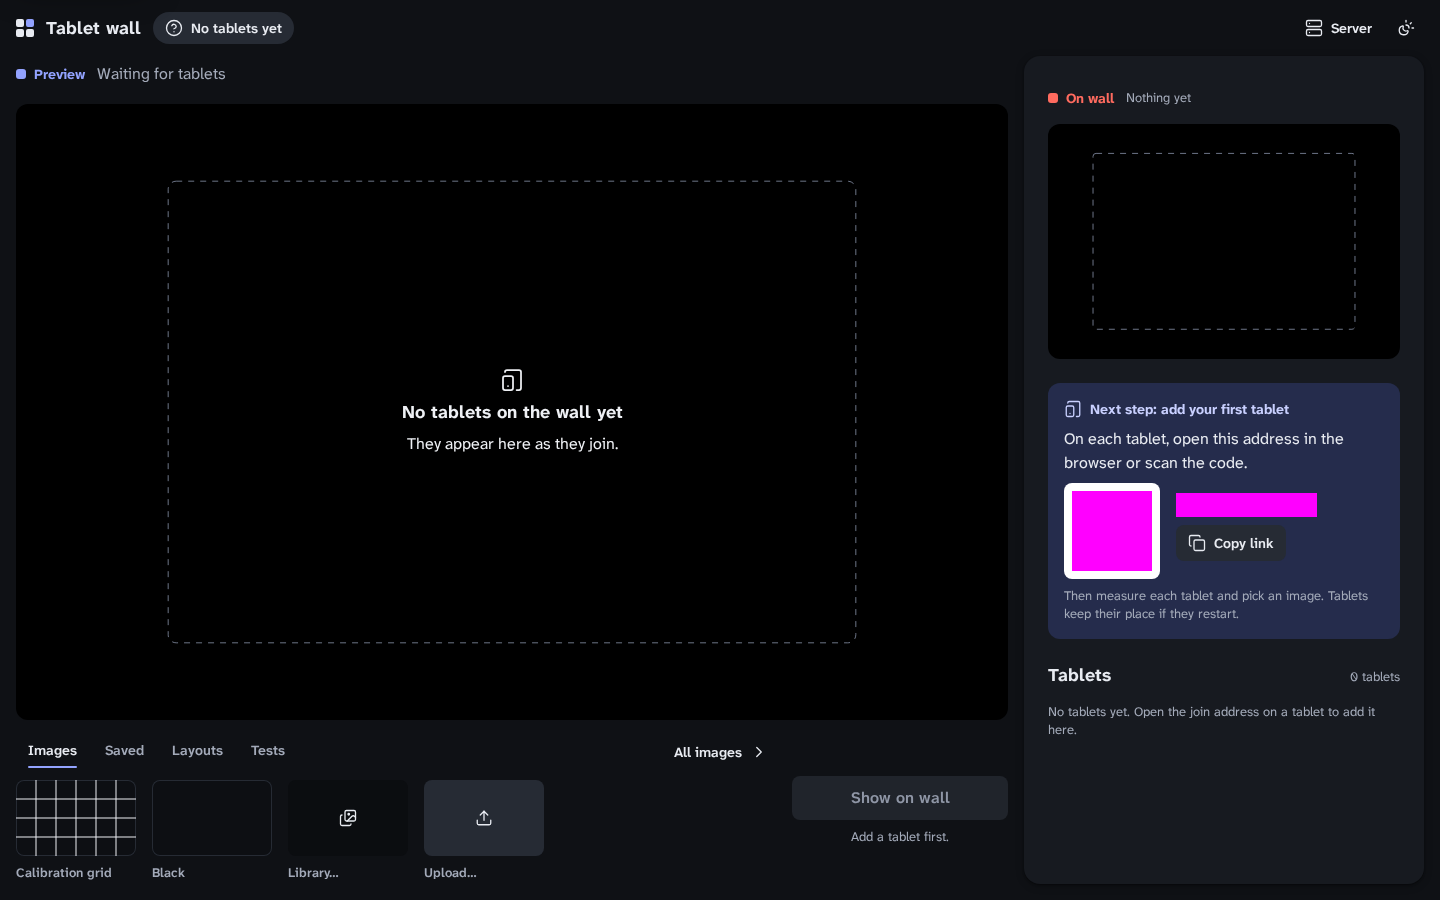 Tablet wall
No tablets yet
Server
Preview
Waiting for tablets
On wall
Nothing yet
No tablets on the wall yet
They appear here as they join.
Next step: add your first tablet
On each tablet, open this address in the
browser or scan the code.
Copy link
Then measure each tablet and pick an image. Tablets
keep their place if they restart.
Tablets
0 tablets
No tablets yet. Open the join address on a tablet to add it
here.
Images
Saved
Layouts
Tests
All images
Calibration grid
Black
Library...
Upload...
Show on wall
Add a tablet first.